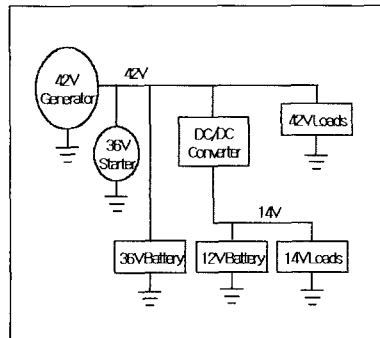 42V
42V
Generator
36V
Starter
DC/DC
Converter
42VLoads
14V
36VBattery
12VBattery
14VLoads